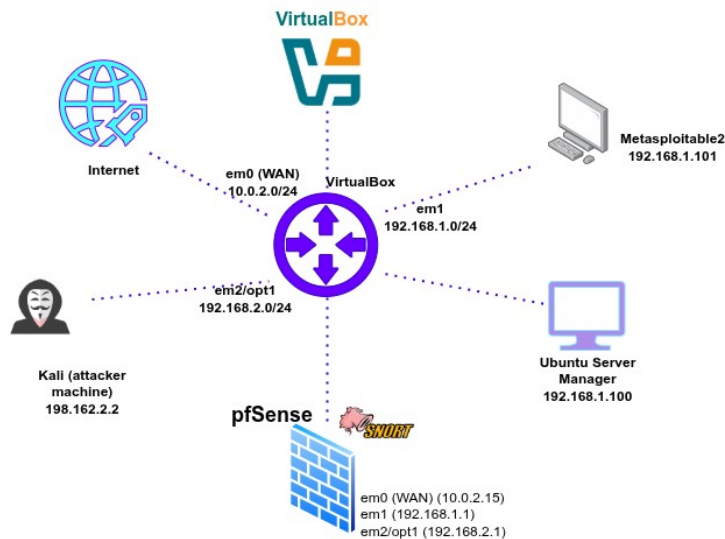 VirtualBox
Internet
em0 (WAN)
10.0.2.0/24
VirtualBox
Metasploitable2
192.168.1.101
em1
192.168.1.0/24
em2/opt1
192.168.2.0/24
Kali (attacker
machine)
198.162.2.2
Ubuntu Server
Manager
192.168.1.100
pfSense
SNORT
em0 (WAN) (10.0.2.15)
em1 (192.168.1.1)
em2/opt1 (192.168.2.1)